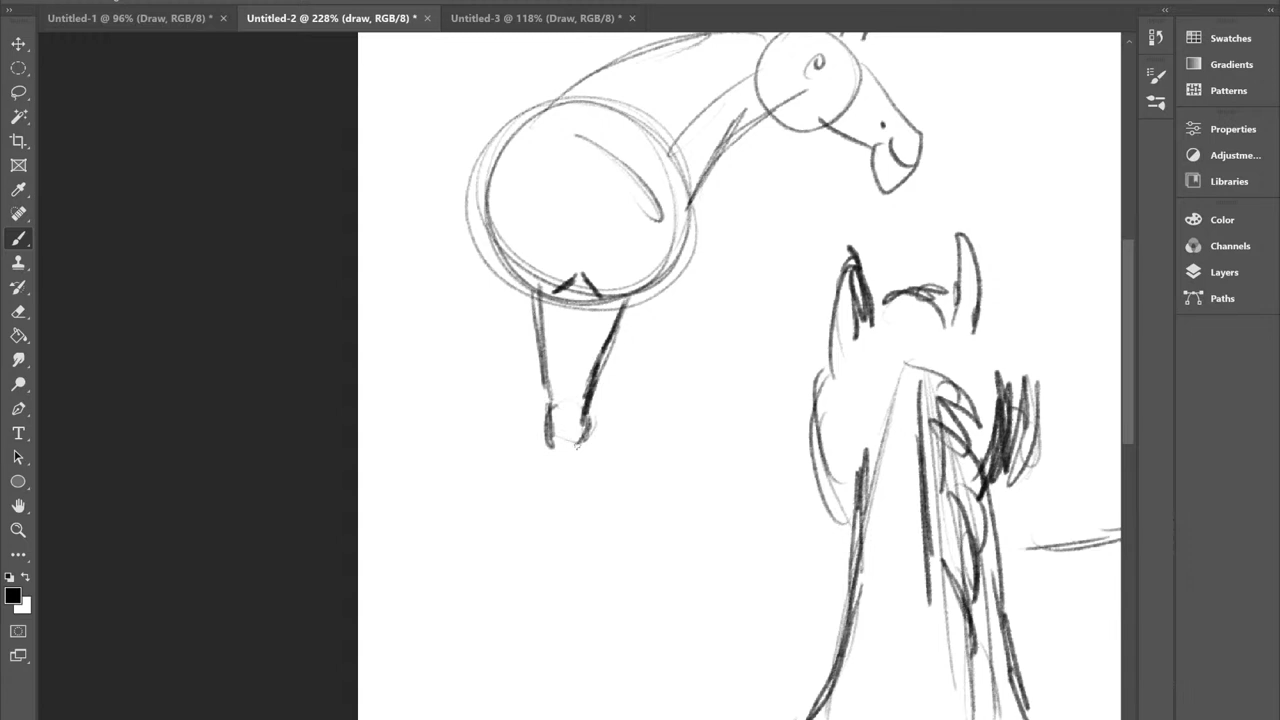 Untitled-1 @ 96% (Draw, RGB/8) *
Untitled-2 @ 228% (draw, RGB/8) *
Untitled-3 @ 118% (Draw, RGB/8) *
Swatches
Gradients
Patterns
Properties
Adjustme...
Libraries
Color
Channels
Layers
Paths